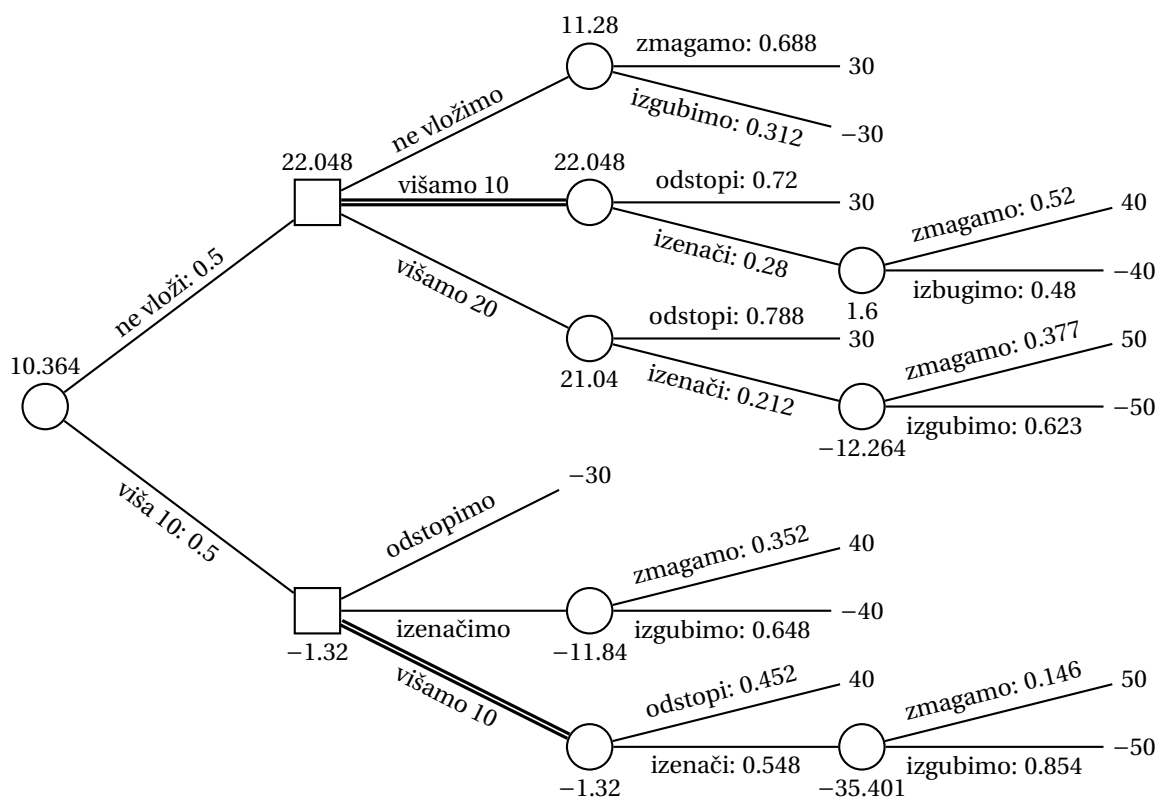 11.28
zmagamo: 0.688
30
ne vložimo
izgubimo: 0.312
−30
22.048
višamo 10
22.048
odstopi: 0.72
30
izenači: 0.28
zmagamo: 0.52
40
izbugimo: 0.48
−40
1.6
ne vloži: 0.5
višamo 20
odstopi: 0.788
30
21.04
izenači: 0.212
zmagamo: 0.377
50
izgubimo: 0.623
−50
−12.264
10.364
viša 10: 0.5
odstopimo
−30
izenačimo
−1.32
zmagamo: 0.352
40
izgubimo: 0.648
−40
−11.84
višamo 10
odstopi: 0.452
40
izenači: 0.548
−1.32
zmagamo: 0.146
50
izgubimo: 0.854
−50
−35.401